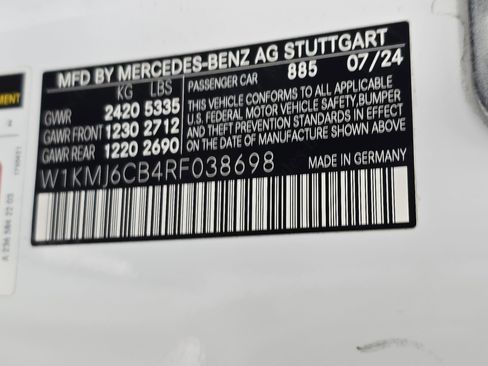 MFD BY MERCEDES-BENZ AG STUTTGART
KG LBS
PASSENGER CAR 885 07/24
GVWR 2420 5335
GAWR FRONT 1230 2712
GAWR REAR 1220 2690
THIS VEHICLE CONFORMS TO ALL APPLICABLE
U.S. FEDERAL MOTOR VEHICLE SAFETY, BUMPER
AND THEFT PREVENTION STANDARDS IN EFFECT
ON THE DATE OF MANUFACTURE SHOWN ABOVE
W1KMJ6CB4RF038698
MADE IN GERMANY